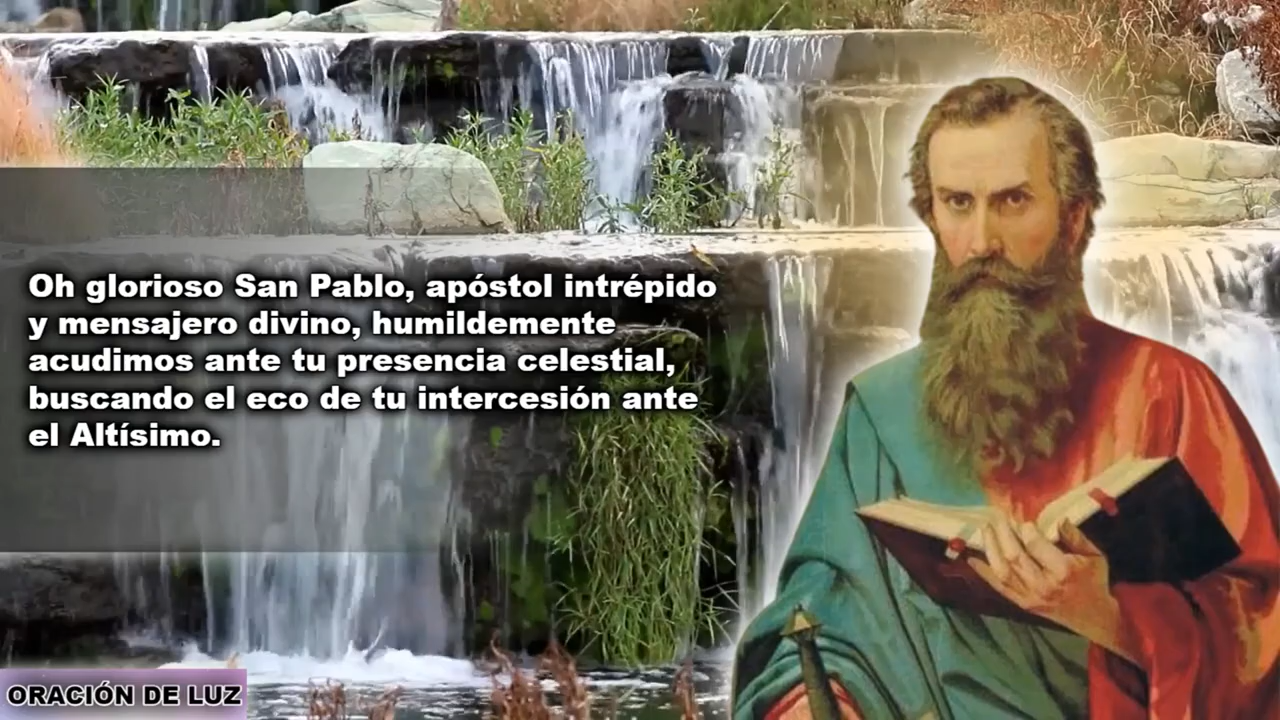 Oh glorioso San Pablo, apóstol intrépido
y mensajero divino, humildemente
acudimos ante tu presencia celestial,
buscando el eco de tu intercesión ante
el Altísimo.
ORACIÓN DE LUZ